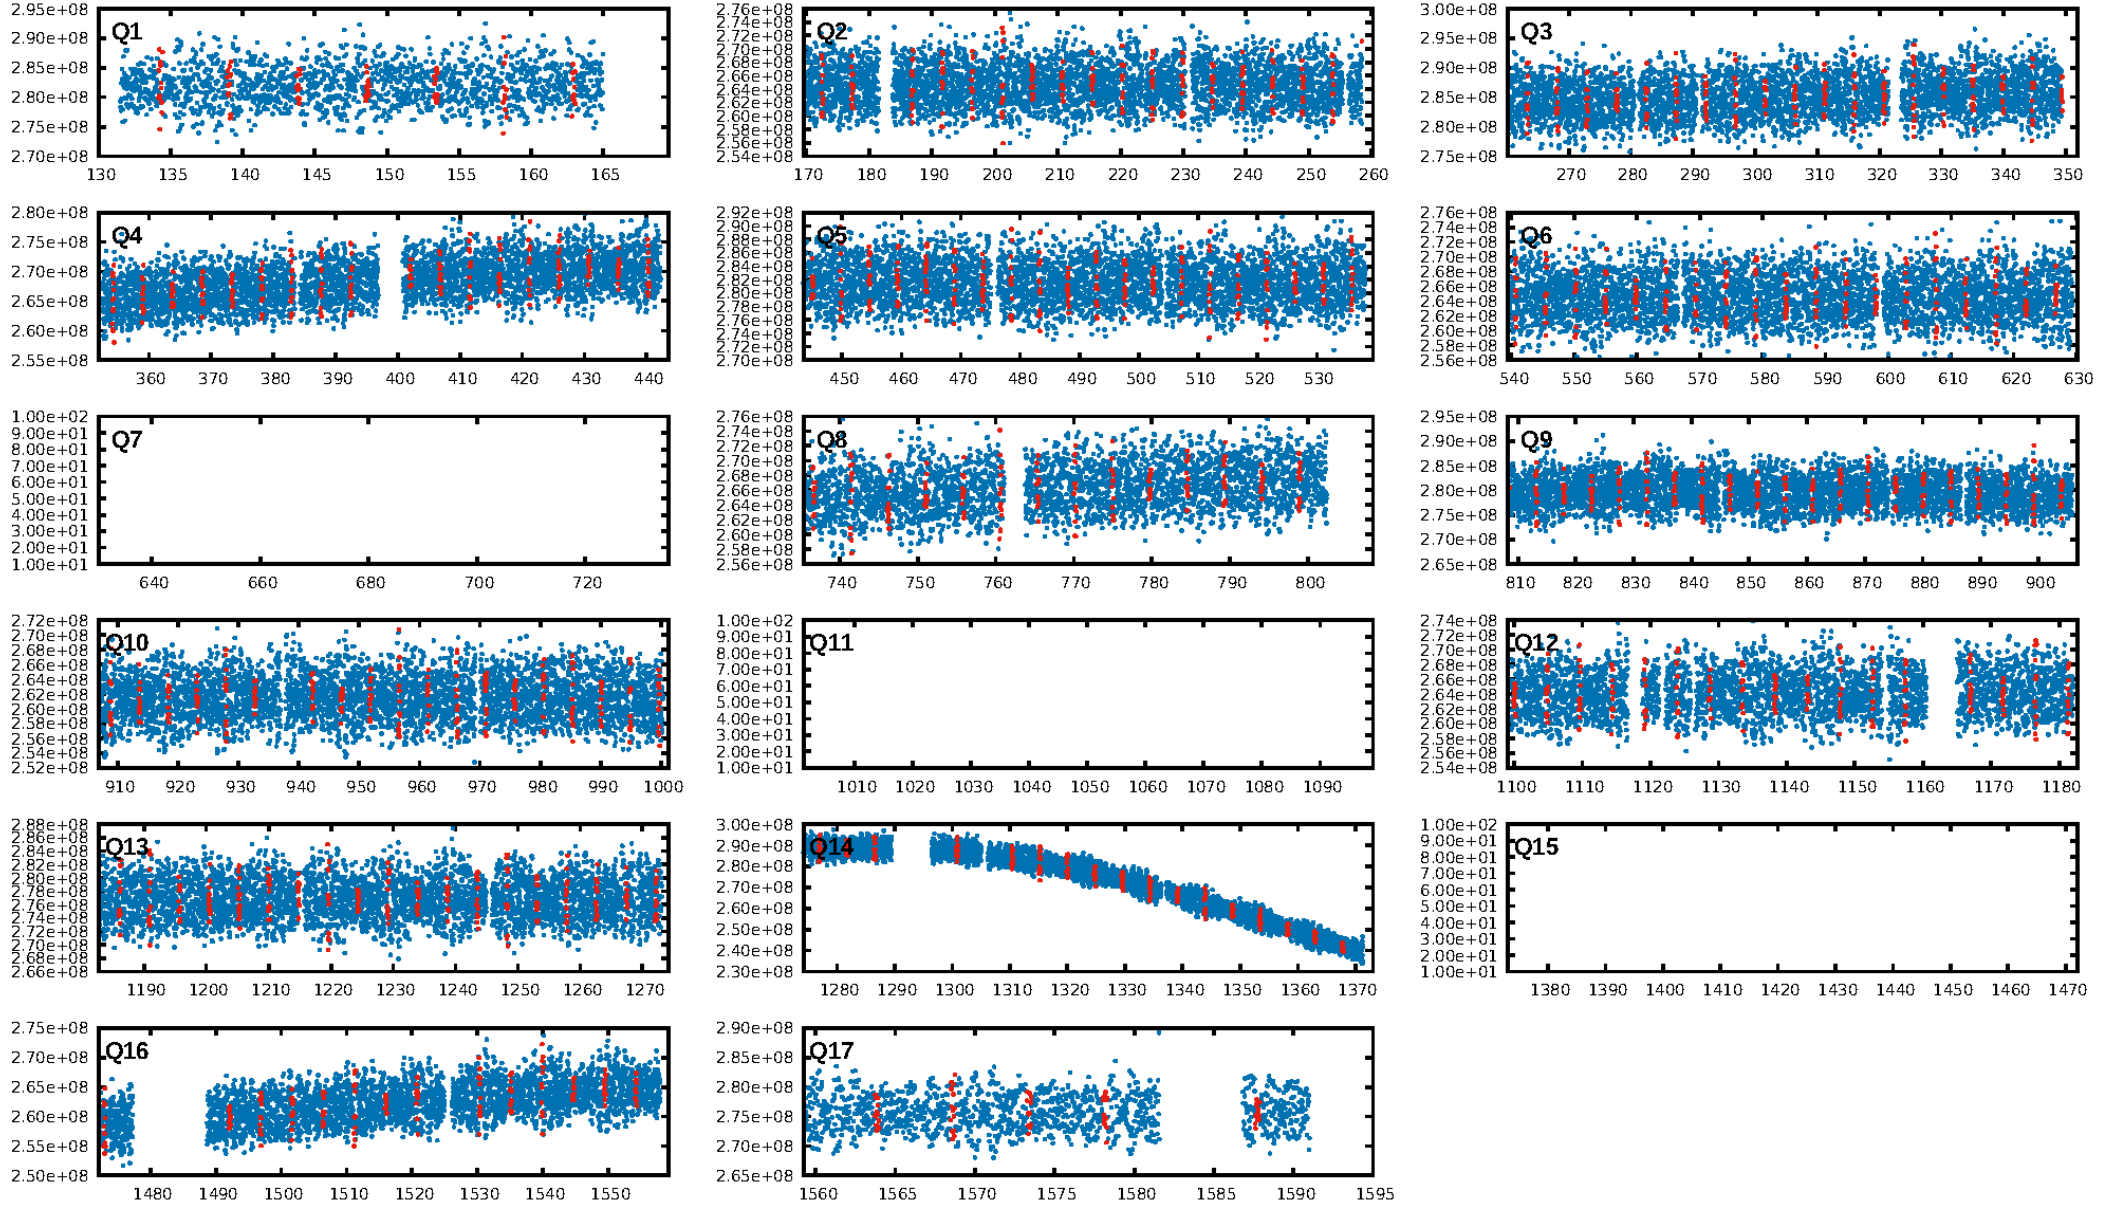 2.95e+08
2.90e+08
2.85e+08
2.80e+08
2.75e+08
2.70e+08
Q1
130 135 140 145 150 155 160 165
2.76e+08
2.74e+08
2.72e+08
2.70e+08
2.68e+08
2.66e+08
2.64e+08
2.62e+08
2.60e+08
2.58e+08
2.56e+08
2.54e+08
Q2
170 180 190 200 210 220 230 240 250 260
3.00e+08
2.95e+08
2.90e+08
2.85e+08
2.80e+08
2.75e+08
Q3
270 280 290 300 310 320 330 340 350
2.80e+08
2.75e+08
2.70e+08
2.65e+08
2.60e+08
2.55e+08
Q4
360 370 380 390 400 410 420 430 440
2.92e+08
2.90e+08
2.88e+08
2.86e+08
2.84e+08
2.82e+08
2.80e+08
2.78e+08
2.76e+08
2.74e+08
2.72e+08
2.70e+08
Q5
450 460 470 480 490 500 510 520 530
2.76e+08
2.74e+08
2.72e+08
2.70e+08
2.68e+08
2.66e+08
2.64e+08
2.62e+08
2.60e+08
2.58e+08
2.56e+08
Q6
540 550 560 570 580 590 600 610 620 630
1.00e+02
9.00e+01
8.00e+01
7.00e+01
6.00e+01
5.00e+01
4.00e+01
3.00e+01
2.00e+01
1.00e+01
Q7
640 660 680 700 720
2.76e+08
2.74e+08
2.72e+08
2.70e+08
2.68e+08
2.66e+08
2.64e+08
2.62e+08
2.60e+08
2.58e+08
2.56e+08
Q8
740 750 760 770 780 790 800
2.95e+08
2.90e+08
2.85e+08
2.80e+08
2.75e+08
2.70e+08
2.65e+08
Q9
810 820 830 840 850 860 870 880 890 900
2.72e+08
2.70e+08
2.68e+08
2.66e+08
2.64e+08
2.62e+08
2.60e+08
2.58e+08
2.56e+08
2.54e+08
2.52e+08
Q10
910 920 930 940 950 960 970 980 990 1000
1.00e+02
9.00e+01
8.00e+01
7.00e+01
6.00e+01
5.00e+01
4.00e+01
3.00e+01
2.00e+01
1.00e+01
Q11
1010 1020 1030 1040 1050 1060 1070 1080 1090
2.74e+08
2.72e+08
2.70e+08
2.68e+08
2.66e+08
2.64e+08
2.62e+08
2.60e+08
2.58e+08
2.56e+08
2.54e+08
Q12
1100 1110 1120 1130 1140 1150 1160 1170 1180
2.88e+08
2.86e+08
2.84e+08
2.82e+08
2.80e+08
2.78e+08
2.76e+08
2.74e+08
2.72e+08
2.70e+08
2.68e+08
2.66e+08
Q13
1190 1200 1210 1220 1230 1240 1250 1260 1270
3.00e+08
2.90e+08
2.80e+08
2.70e+08
2.60e+08
2.50e+08
2.40e+08
2.30e+08
Q14
1280 1290 1300 1310 1320 1330 1340 1350 1360 1370
1.00e+02
9.00e+01
8.00e+01
7.00e+01
6.00e+01
5.00e+01
4.00e+01
3.00e+01
2.00e+01
1.00e+01
Q15
1380 1390 1400 1410 1420 1430 1440 1450 1460 1470
2.75e+08
2.70e+08
2.65e+08
2.60e+08
2.55e+08
2.50e+08
Q16
1480 1490 1500 1510 1520 1530 1540 1550
2.90e+08
2.85e+08
2.80e+08
2.75e+08
2.70e+08
2.65e+08
Q17
1560 1565 1570 1575 1580 1585 1590 1595